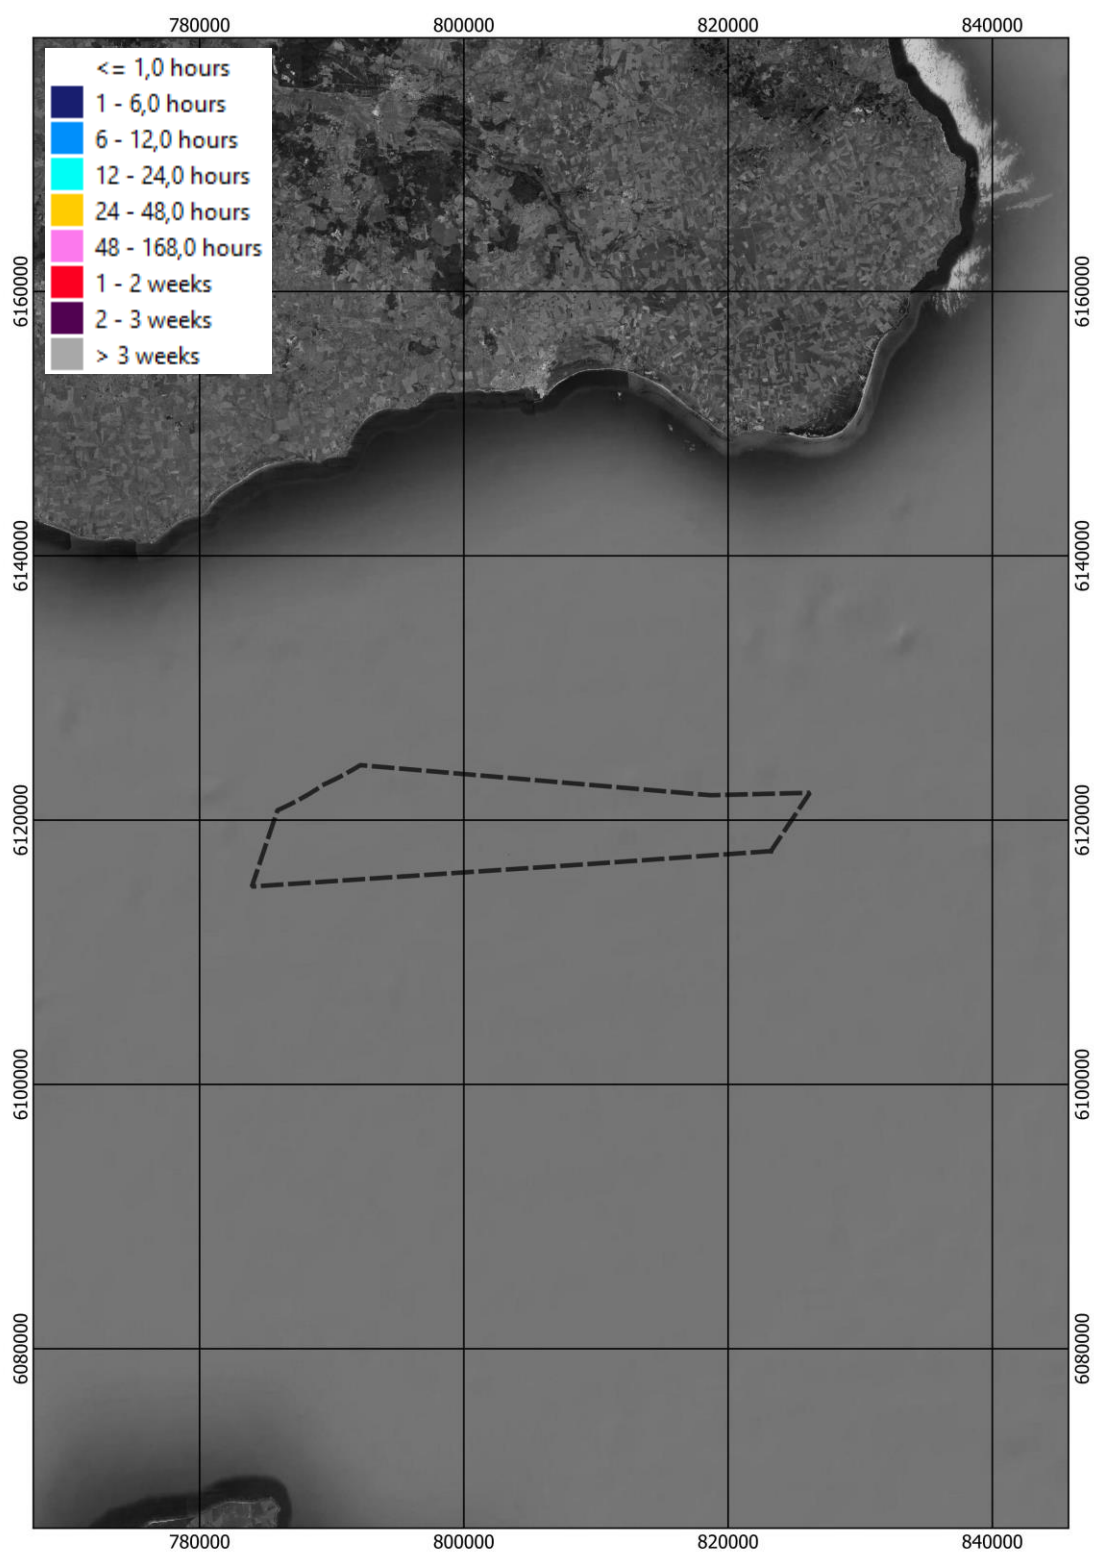 780000 800000 820000 840000
<= 1,0 hours
1 - 6,0 hours
6 - 12,0 hours
12 - 24,0 hours
24 - 48,0 hours
48 - 168,0 hours
1 - 2 weeks
2 - 3 weeks
> 3 weeks
6160000 6160000
6140000 6140000
6120000 6120000
6100000 6100000
6080000 6080000
780000 800000 820000 840000